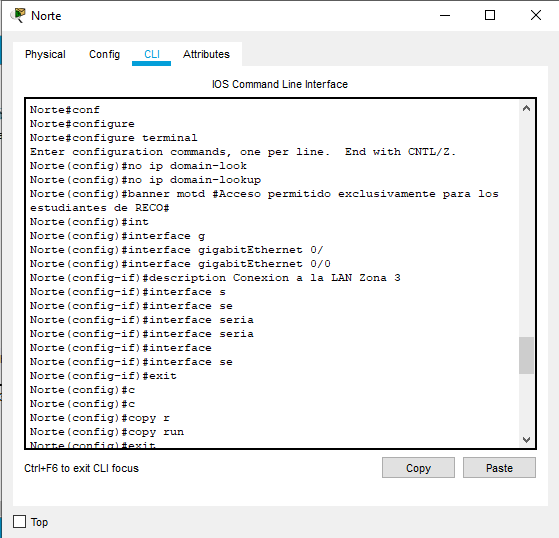 Norte
Physical Config CLI Attributes
IOS Command Line Interface
Norte#conf
Norte#configure
Norte#configure terminal
Enter configuration commands, one per line.  End with CNTL/Z.
Norte(config)#no ip domain-look
Norte(config)#no ip domain-lookup
Norte(config)#banner motd #Acceso permitido exclusivamente para los
estudiantes de RECO#
Norte(config)#int
Norte(config)#interface g
Norte(config)#interface gigabitEthernet 0/
Norte(config)#interface gigabitEthernet 0/0
Norte(config-if)#description Conexion a la LAN Zona 3
Norte(config-if)#interface s
Norte(config-if)#interface se
Norte(config-if)#interface seria
Norte(config-if)#interface seria
Norte(config-if)#interface
Norte(config-if)#interface se
Norte(config-if)#exit
Norte(config)#c
Norte(config)#c
Norte(config)#copy r
Norte(config)#copy run
Norte(config)#exit
Ctrl+F6 to exit CLI focus
Copy Paste
Top